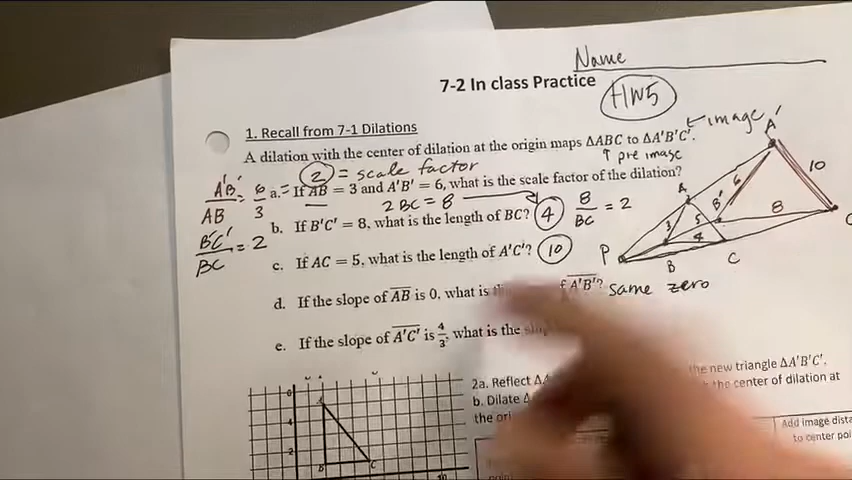 Name
7-2 In class Practice
HW5
1. Recall from 7-1 Dilations
← image
A dilation with the center of dilation at the origin maps ΔABC to ΔA'B'C'.
↑ pre image
2 = scale factor
A'B' / AB = 6 / 3
a. If AB = 3 and A'B' = 6, what is the scale factor of the dilation?
2 BC = 8
8 / BC = 2
b. If B'C' = 8, what is the length of BC? 4
B'C' / BC = 2
c. If AC = 5, what is the length of A'C'? 10
d. If the slope of AB is 0, what is A'B'? same zero
e. If the slope of A'C' is 4/3, what is the
A'
10
A
6
B'
8
3
5
4
P
B
C
2a. Reflect
the new triangle ΔA'B'C'.
b. Dilate
the center of dilation at
the ori
Add image dista
to center poi
point
6
4
2
A
B
C
10